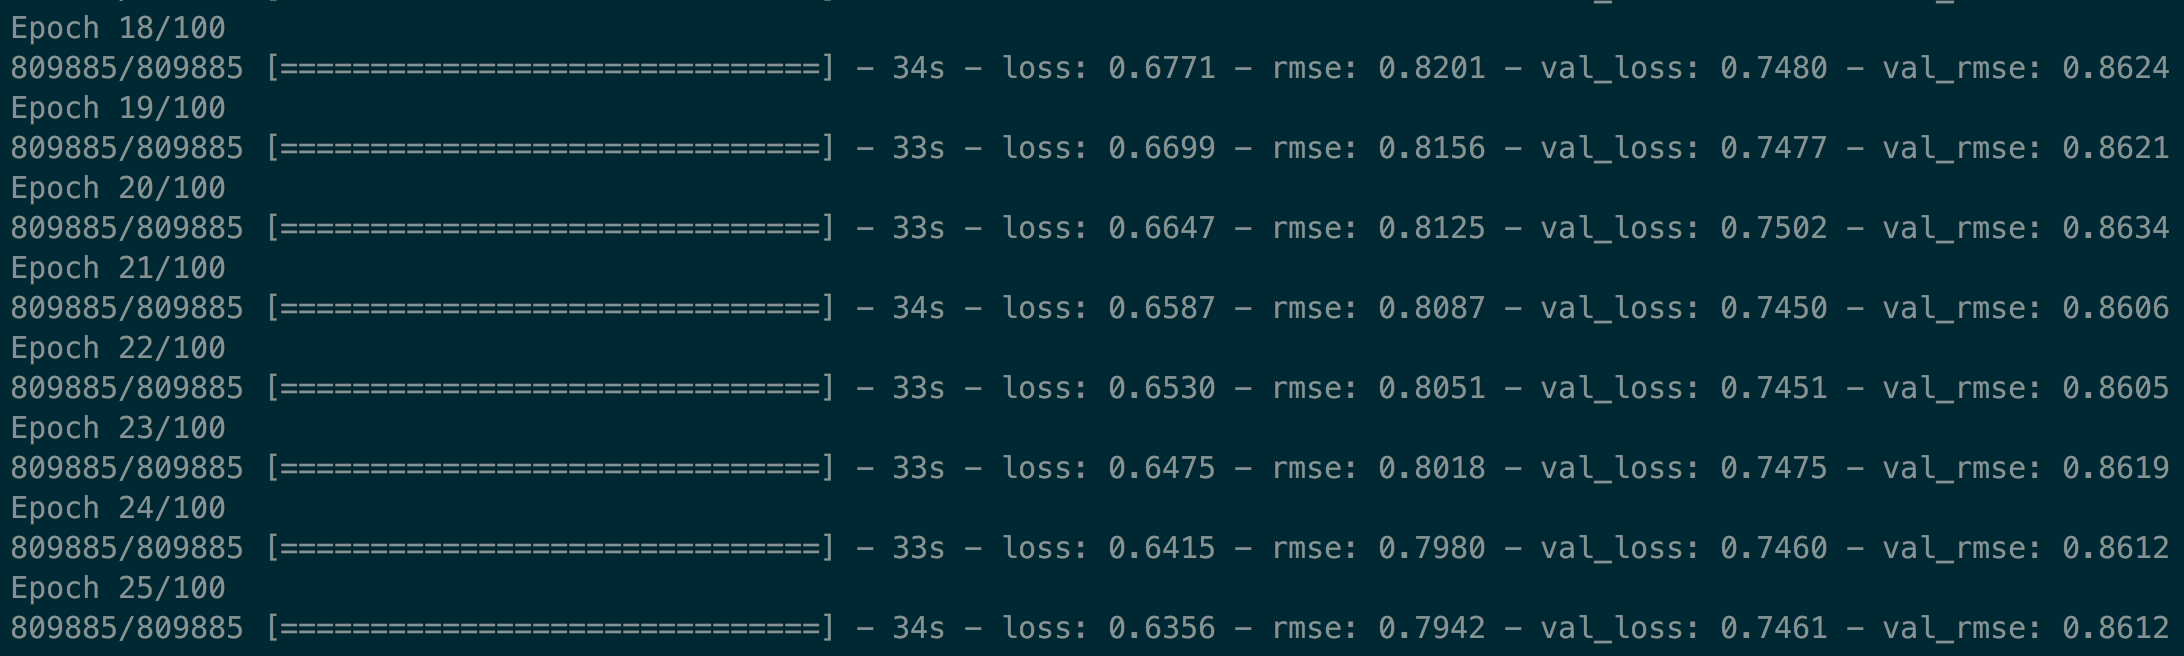 Epoch 18/100
809885/809885 [==============================] - 34s - loss: 0.6771 - rmse: 0.8201 - val_loss: 0.7480 - val_rmse: 0.8624
Epoch 19/100
809885/809885 [==============================] - 33s - loss: 0.6699 - rmse: 0.8156 - val_loss: 0.7477 - val_rmse: 0.8621
Epoch 20/100
809885/809885 [==============================] - 33s - loss: 0.6647 - rmse: 0.8125 - val_loss: 0.7502 - val_rmse: 0.8634
Epoch 21/100
809885/809885 [==============================] - 34s - loss: 0.6587 - rmse: 0.8087 - val_loss: 0.7450 - val_rmse: 0.8606
Epoch 22/100
809885/809885 [==============================] - 33s - loss: 0.6530 - rmse: 0.8051 - val_loss: 0.7451 - val_rmse: 0.8605
Epoch 23/100
809885/809885 [==============================] - 33s - loss: 0.6475 - rmse: 0.8018 - val_loss: 0.7475 - val_rmse: 0.8619
Epoch 24/100
809885/809885 [==============================] - 33s - loss: 0.6415 - rmse: 0.7980 - val_loss: 0.7460 - val_rmse: 0.8612
Epoch 25/100
809885/809885 [==============================] - 34s - loss: 0.6356 - rmse: 0.7942 - val_loss: 0.7461 - val_rmse: 0.8612